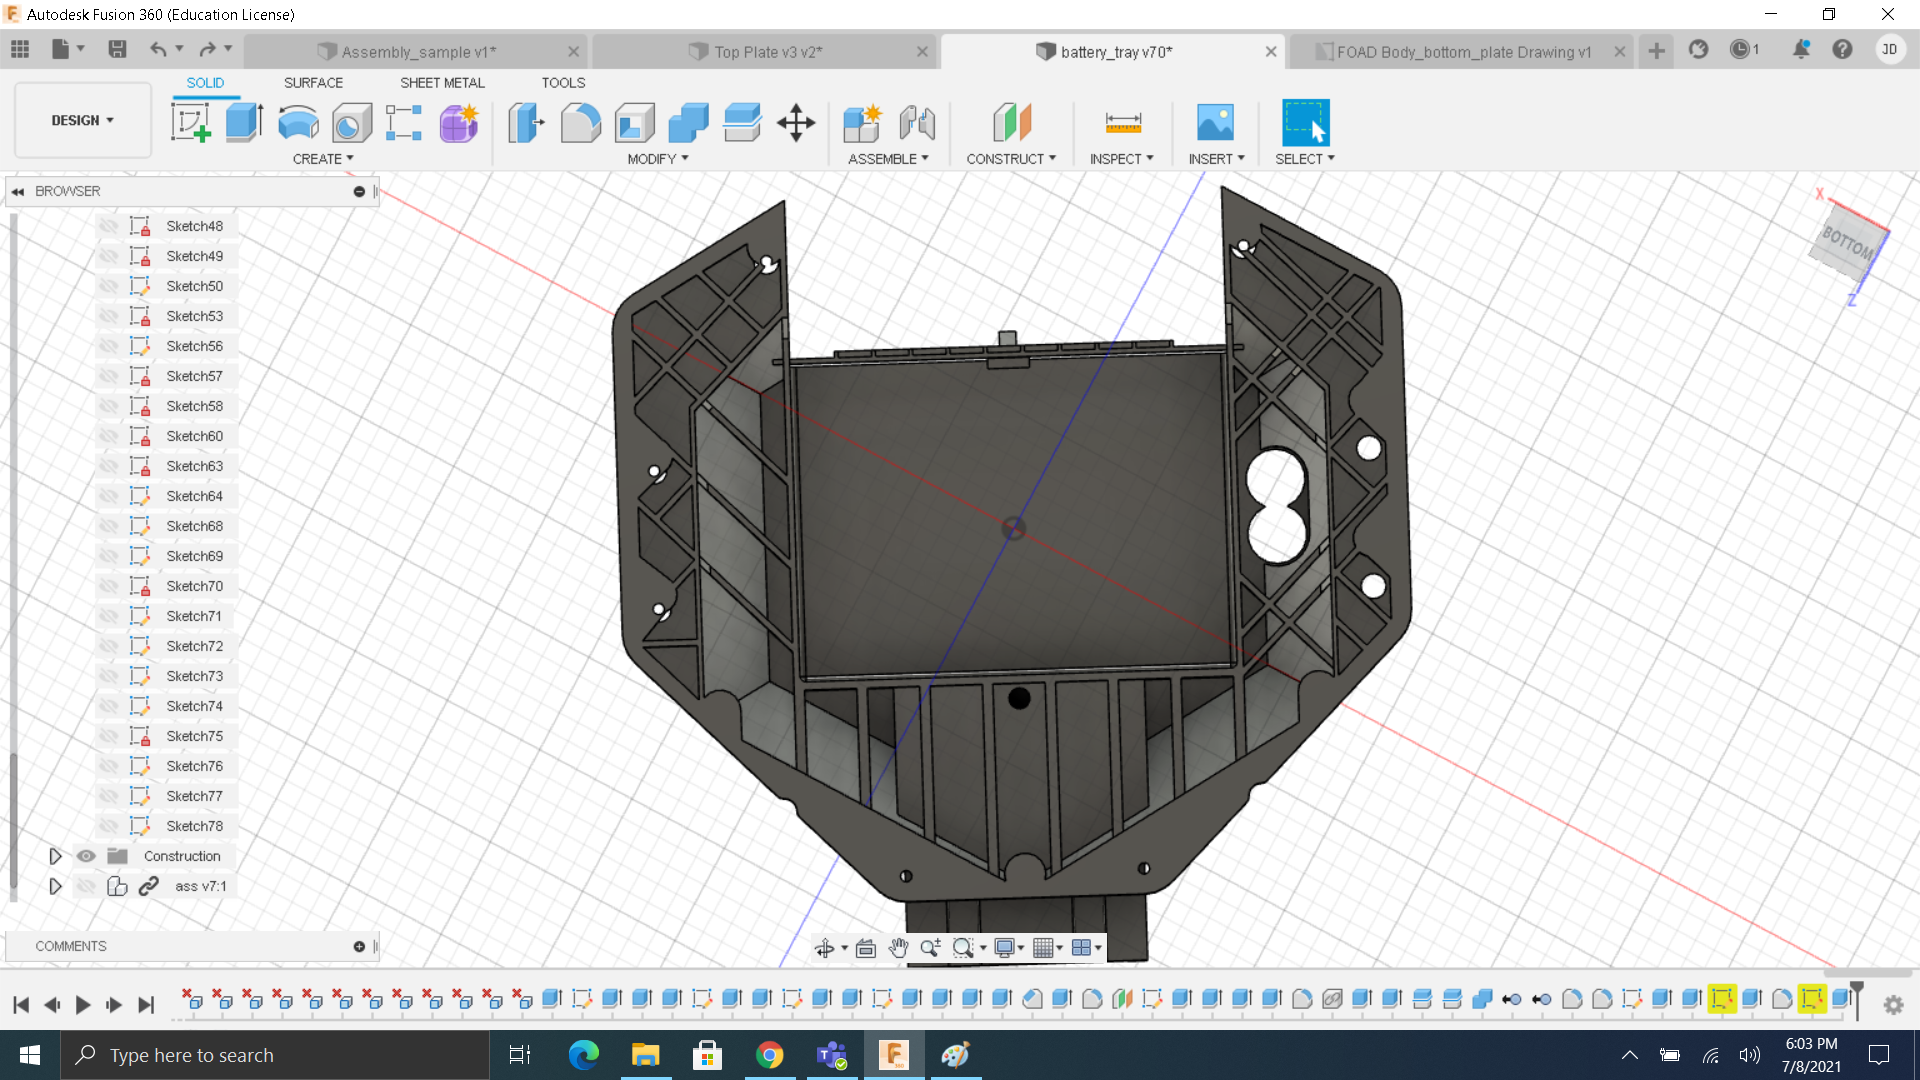 Autodesk Fusion 360 (Education License)
Assembly_sample v1*
Top Plate v3 v2*
battery_tray v70*
FOAD Body_bottom_plate Drawing v1
1
JD
SOLID
SURFACE
SHEET METAL
TOOLS
DESIGN
CREATE
MODIFY
ASSEMBLE
CONSTRUCT
INSPECT
INSERT
SELECT
BROWSER
Sketch48
Sketch49
Sketch50
Sketch53
Sketch56
Sketch57
Sketch58
Sketch60
Sketch63
Sketch64
Sketch68
Sketch69
Sketch70
Sketch71
Sketch72
Sketch73
Sketch74
Sketch75
Sketch76
Sketch77
Sketch78
Construction
ass v7:1
X
BOTTOM
Z
COMMENTS
Type here to search
6:03 PM
7/8/2021